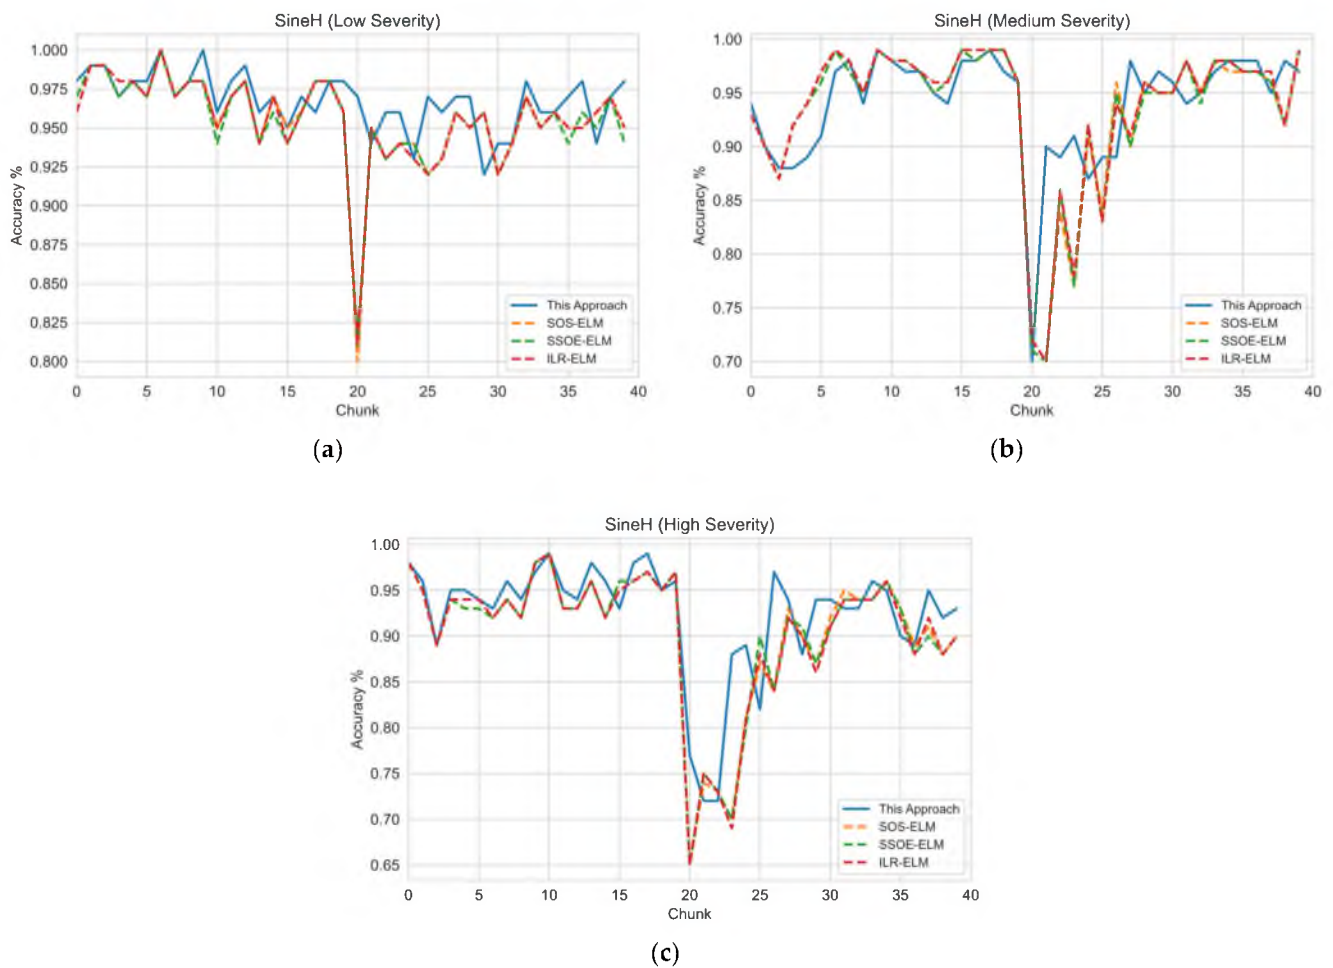 SineH (Low Severity)
1.000
0.975
0.950
0.925
0.900
0.875
0.850
0.825
0.800
Accuracy %
This Approach
SOS-ELM
SSOE-ELM
ILR-ELM
0 5 10 15 20 25 30 35 40
Chunk
(a)
SineH (Medium Severity)
1.00
0.95
0.90
0.85
0.80
0.75
0.70
Accuracy %
This Approach
SOS-ELM
SSOE-ELM
ILR-ELM
0 5 10 15 20 25 30 35 40
Chunk
(b)
SineH (High Severity)
1.00
0.95
0.90
0.85
0.80
0.75
0.70
0.65
Accuracy %
This Approach
SOS-ELM
SSOE-ELM
ILR-ELM
0 5 10 15 20 25 30 35 40
Chunk
(c)